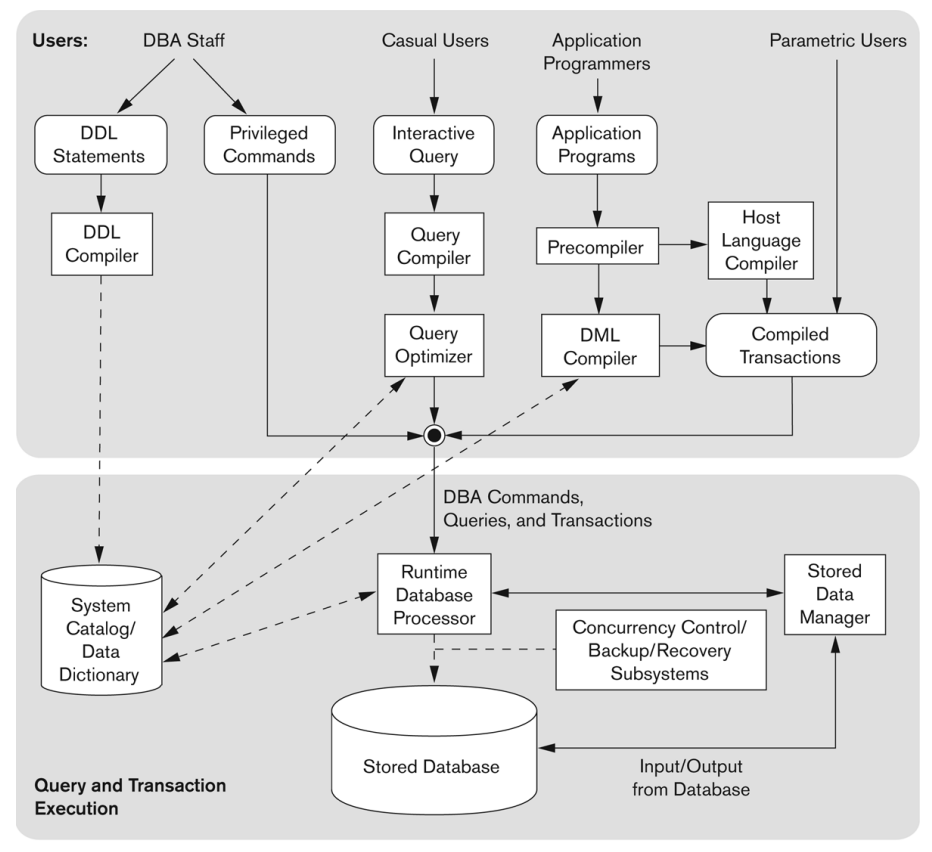 Users:
DBA Staff
Casual Users
Application
Programmers
Parametric Users
DDL
Statements
Privileged
Commands
Interactive
Query
Application
Programs
DDL
Compiler
Query
Compiler
Precompiler
Host
Language
Compiler
Query
Optimizer
DML
Compiler
Compiled
Transactions
DBA Commands,
Queries, and Transactions
System
Catalog/
Data
Dictionary
Runtime
Database
Processor
Stored
Data
Manager
Concurrency Control/
Backup/Recovery
Subsystems
Stored Database
Input/Output
from Database
Query and Transaction
Execution